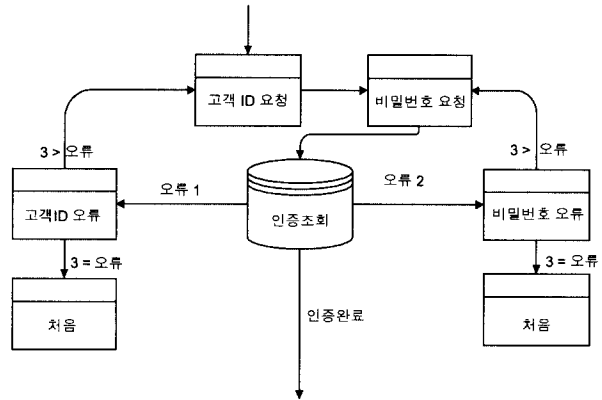 고객 ID 요청
비밀번호 요청
3 > 오류
3 > 오류
오류 1
오류 2
고객ID 오류
인증조회
비밀번호 오류
3 = 오류
3 = 오류
처음
인증완료
처음